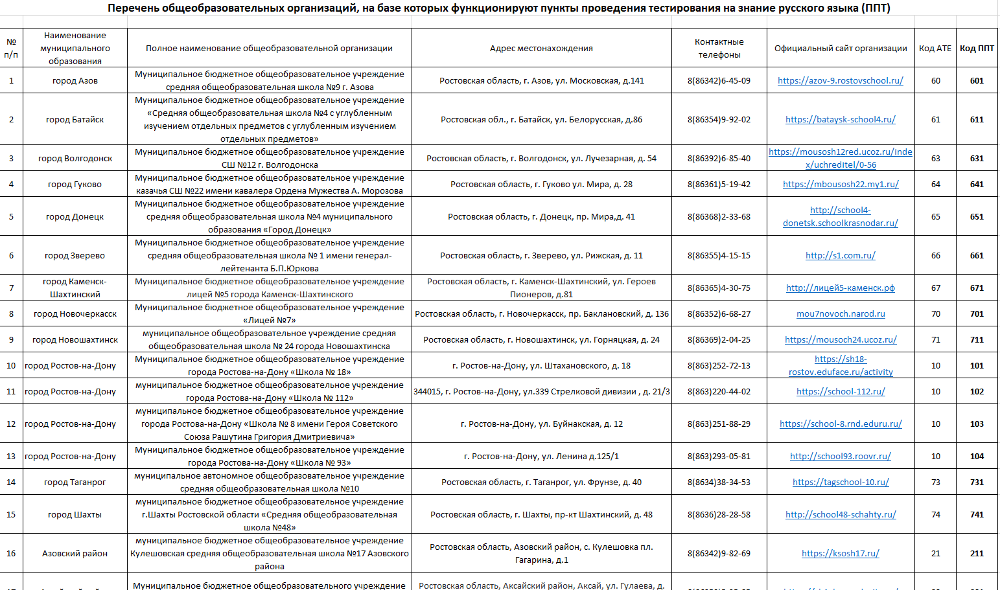 Перечень общеобразовательных организаций, на базе которых функционируют пункты проведения тестирования на знание русского языка (ППТ)
№ п/п
Наименование муниципального образования
Полное наименование общеобразовательной организации
Адрес местонахождения
Контактные телефоны
Официальный сайт организации
Код АТЕ
Код ППТ
1
город Азов
Муниципальное бюджетное общеобразовательное учреждение
средняя общеобразовательная школа №9 г. Азова
Ростовская область, г. Азов, ул. Московская, д.141
8(86342)6-45-09
https://azov-9.rostovschool.ru/
60
601
2
город Батайск
Муниципальное бюджетное общеобразовательное учреждение
«Средняя общеобразовательная школа №4 с углубленным
изучением отдельных предметов с углубленным изучением
отдельных предметов»
Ростовская обл., г. Батайск, ул. Белорусская, д.86
8(86354)9-92-02
https://bataysk-school4.ru/
61
611
3
город Волгодонск
Муниципальное бюджетное общеобразовательное учреждение
СШ №12 г. Волгодонска
Ростовская область, г. Волгодонск, ул. Лучезарная, д. 54
8(86392)6-85-40
https://mousosh12red.ucoz.ru/inde
x/uchreditel/0-56
63
631
4
город Гуково
Муниципальное бюджетное общеобразовательное учреждение
казачья СШ №22 имени кавалера Ордена Мужества А. Морозова
Ростовская область, г. Гуково ул. Мира, д. 28
8(86361)5-19-42
https://mbousosh22.my1.ru/
64
641
5
город Донецк
Муниципальное бюджетное общеобразовательное учреждение
средняя общеобразовательная школа №4 муниципального
образования «Город Донецк»
Ростовская область, г. Донецк, пр. Мира,д. 41
8(86368)2-33-68
http://school4-
donetsk.schoolkrasnodar.ru/
65
651
6
город Зверево
Муниципальное бюджетное общеобразовательное учреждение
средняя общеобразовательная школа № 1 имени генерал-
лейтенанта Б.П.Юркова
Ростовская область, г. Зверево, ул. Рижская, д. 11
8(86355)4-15-15
http://s1.com.ru/
66
661
7
город Каменск-
Шахтинский
Муниципальное бюджетное общеобразовательное учреждение
лицей №5 города Каменск-Шахтинского
Ростовская область, г. Каменск-Шахтинский, ул. Героев
Пионеров, д.81
8(86365)4-30-75
http://лицей5-каменск.рф
67
671
8
город Новочеркасск
Муниципальное бюджетное общеобразовательное учреждение
«Лицей №7»
Ростовская область, г. Новочеркасск, пр. Баклановский, д. 136
8(86352)6-68-27
mou7novoch.narod.ru
70
701
9
город Новошахтинск
муниципальное общеобразовательное учреждение средняя
общеобразовательная школа № 24 города Новошахтинска
Ростовская область, г. Новошахтинск, ул. Горняцкая, д. 24
8(86369)2-04-25
https://mousoch24.ucoz.ru/
71
711
10
город Ростов-на-Дону
Муниципальное бюджетное общеобразовательное учреждение
города Ростова-на-Дону «Школа № 18»
г. Ростов-на-Дону, ул. Штахановского, д. 18
8(863)252-72-13
https://sh18-
rostov.eduface.ru/activity
10
101
11
город Ростов-на-Дону
муниципальное бюджетное общеобразовательное учреждение
города Ростова-на-Дону «Школа № 112»
344015, г. Ростов-на-Дону, ул.339 Стрелковой дивизии , д. 21/3
8(863)220-44-02
https://school-112.ru/
10
102
12
город Ростов-на-Дону
муниципальное бюджетное общеобразовательное учреждение
города Ростова-на-Дону «Школа № 8 имени Героя Советского
Союза Рашутина Григория Дмитриевича»
г. Ростов-на-Дону, ул. Буйнакская, д. 12
8(863)251-88-29
https://school-8.rnd.eduru.ru/
10
103
13
город Ростов-на-Дону
Муниципальное бюджетное общеобразовательное учреждение
города Ростова-на-Дону «Школа № 93»
г. Ростов-на-Дону, ул. Ленина д.125/1
8(863)293-05-81
http://school93.roovr.ru/
10
104
14
город Таганрог
муниципальное автономное общеобразовательное учреждение
средняя общеобразовательная школа №10
Ростовская область, г. Таганрог, ул. Фрунзе, д. 40
8(8634)38-34-53
https://tagschool-10.ru/
73
731
15
город Шахты
муниципальное бюджетное общеобразовательное учреждение
г.Шахты Ростовской области «Средняя общеобразовательная
школа №48»
Ростовская область, г. Шахты, пр-кт Шахтинский, д. 48
8(8636)28-28-58
http://school48-schahty.ru/
74
741
16
Азовский район
муниципальное бюджетное общеобразовательное учреждение
Кулешовская средняя общеобразовательная школа №17 Азовского
района
Ростовская область, Азовский район, с. Кулешовка пл.
Гагарина, д.1
8(86342)9-82-69
https://ksosh17.ru/
21
211
Муниципальное бюджетное общеобразовательного учреждение
Ростовская область, Аксайский район, Аксай, ул. Гулаева, д.